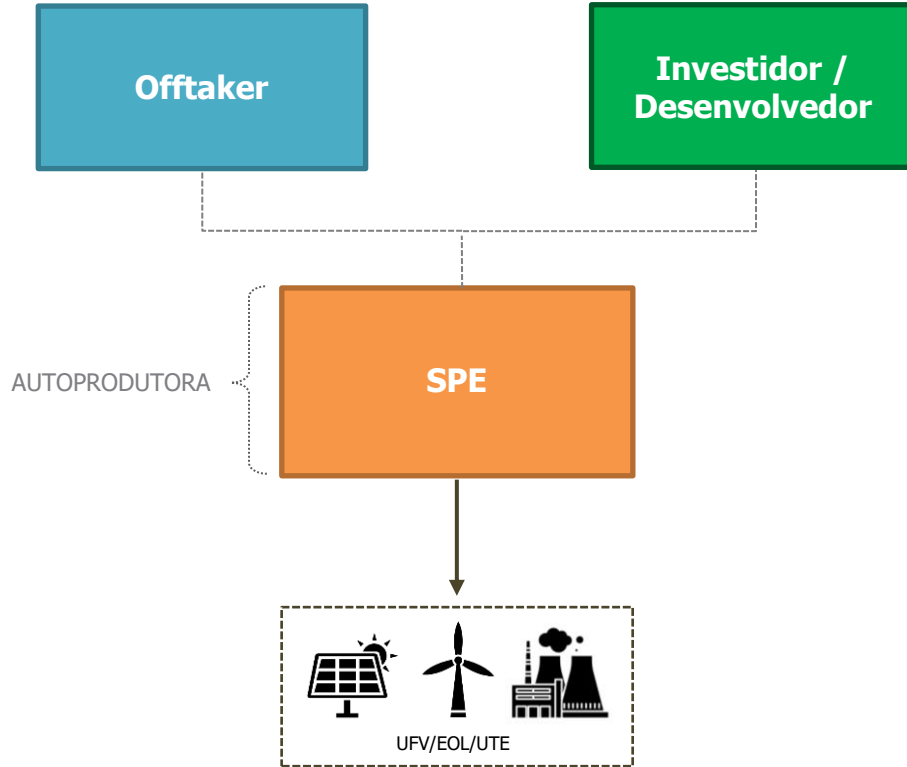 Offtaker
Investidor /
Desenvolvedor
AUTOPRODUTORA
SPE
UFV/EOL/UTE